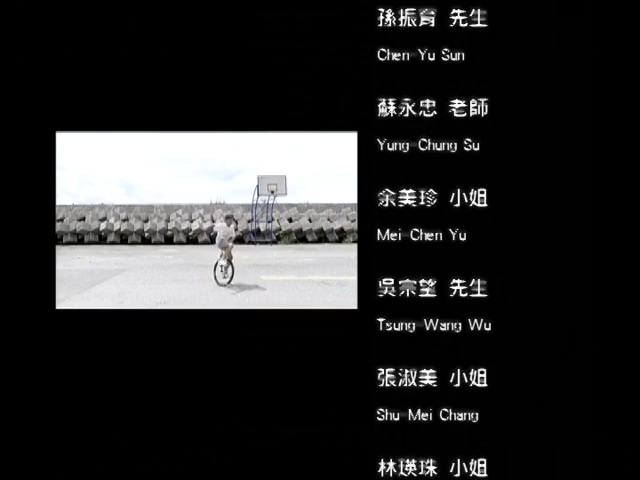 孫振育 先生
Chen-Yu Sun
蘇永忠 老師
Yung-Chung Su
余美珍 小姐
Mei-Chen Yu
吳宗望 先生
Tsung-Wang Wu
張淑美 小姐
Shu-Mei Chang
林瑛珠 小姐